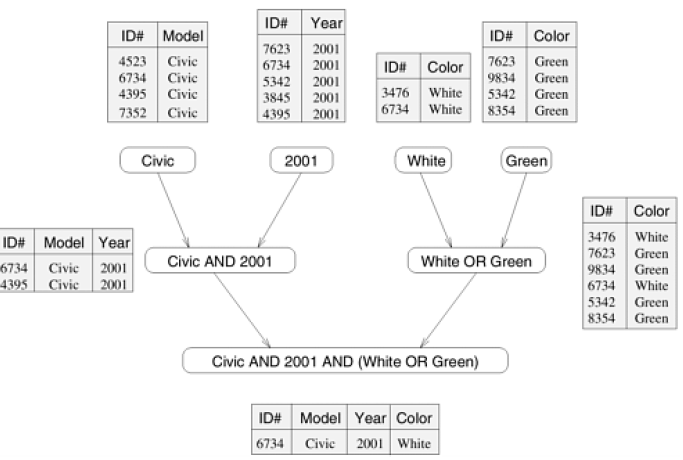 ID# Model
4523 Civic
6734 Civic
4395 Civic
7352 Civic
ID# Year
7623 2001
6734 2001
5342 2001
3845 2001
4395 2001
ID# Color
3476 White
6734 White
ID# Color
7623 Green
9834 Green
5342 Green
8354 Green
Civic
2001
White
Green
ID# Model Year
6734 Civic 2001
4395 Civic 2001
Civic AND 2001
White OR Green
ID# Color
3476 White
7623 Green
9834 Green
6734 White
5342 Green
8354 Green
Civic AND 2001 AND (White OR Green)
ID# Model Year Color
6734 Civic 2001 White